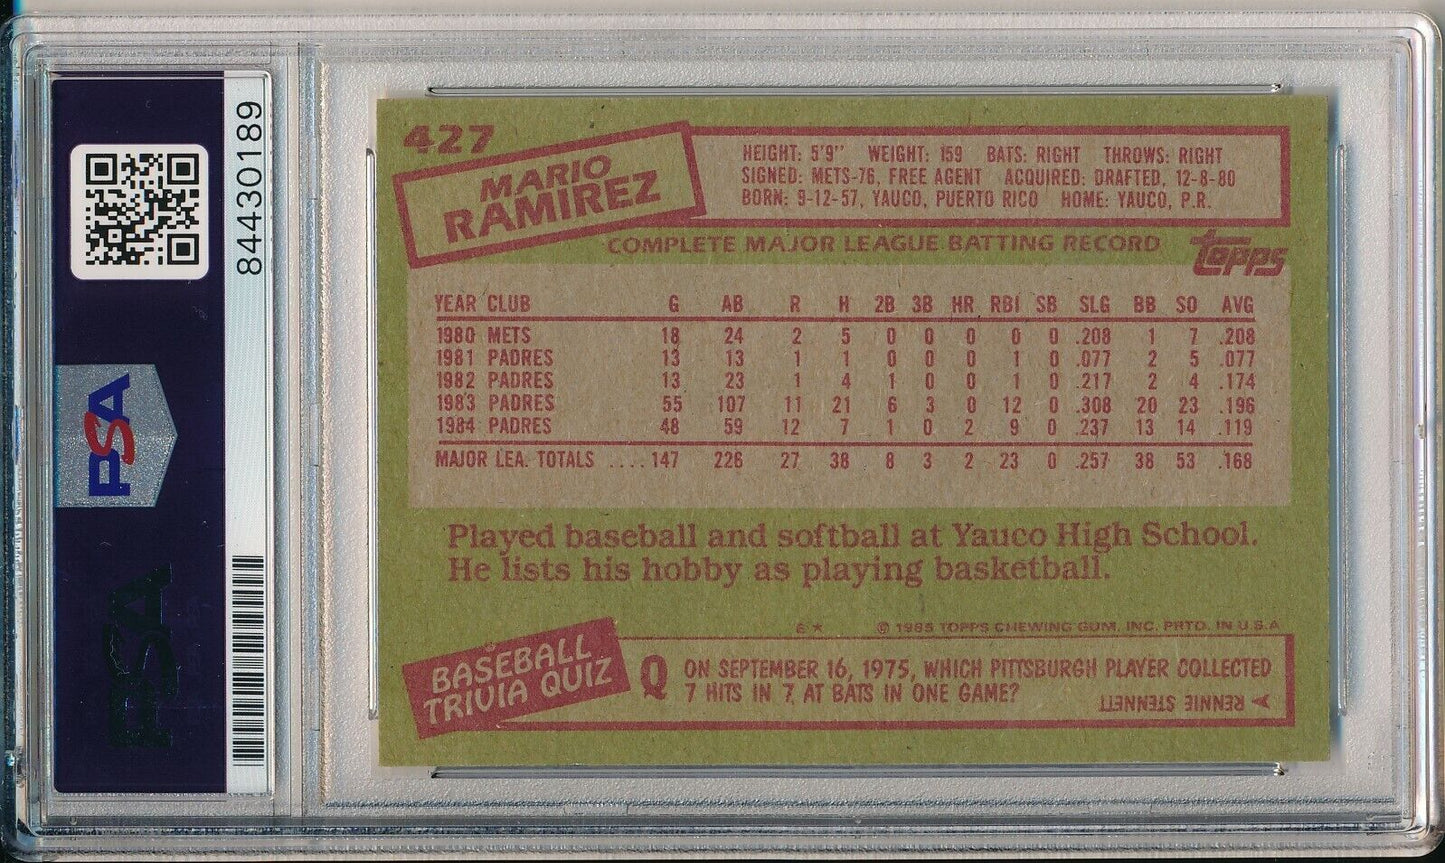 84430189
PSA
PSA
427
MARIO
RAMIREZ
HEIGHT: 5'9" WEIGHT: 159 BATS: RIGHT THROWS: RIGHT
SIGNED: METS-76, FREE AGENT ACQUIRED: DRAFTED, 12-8-80
BORN: 9-12-57, YAUCO, PUERTO RICO HOME: YAUCO, P.R.
COMPLETE MAJOR LEAGUE BATTING RECORD
topps
YEAR CLUB G AB R H 2B 3B HR RBI SB SLG BB SO AVG
1980 METS 18 24 2 5 0 0 0 0 0 .208 1 7 .208
1981 PADRES 13 13 1 1 0 0 0 1 0 .077 2 5 .077
1982 PADRES 13 23 1 4 1 0 0 1 0 .217 2 4 .174
1983 PADRES 55 107 11 21 6 3 0 12 0 .308 20 23 .196
1984 PADRES 48 59 12 7 1 0 2 9 0 .237 13 14 .119
MAJOR LEA. TOTALS .... 147 226 27 38 8 3 2 23 0 .257 38 53 .168
Played baseball and softball at Yauco High School.
He lists his hobby as playing basketball.
6★ © 1985 TOPPS CHEWING GUM, INC. PRTD. IN U.S.A.
BASEBALL
TRIVIA QUIZ
Q ON SEPTEMBER 16, 1975, WHICH PITTSBURGH PLAYER COLLECTED
7 HITS IN 7 AT BATS IN ONE GAME?
A RENNIE STENNETT